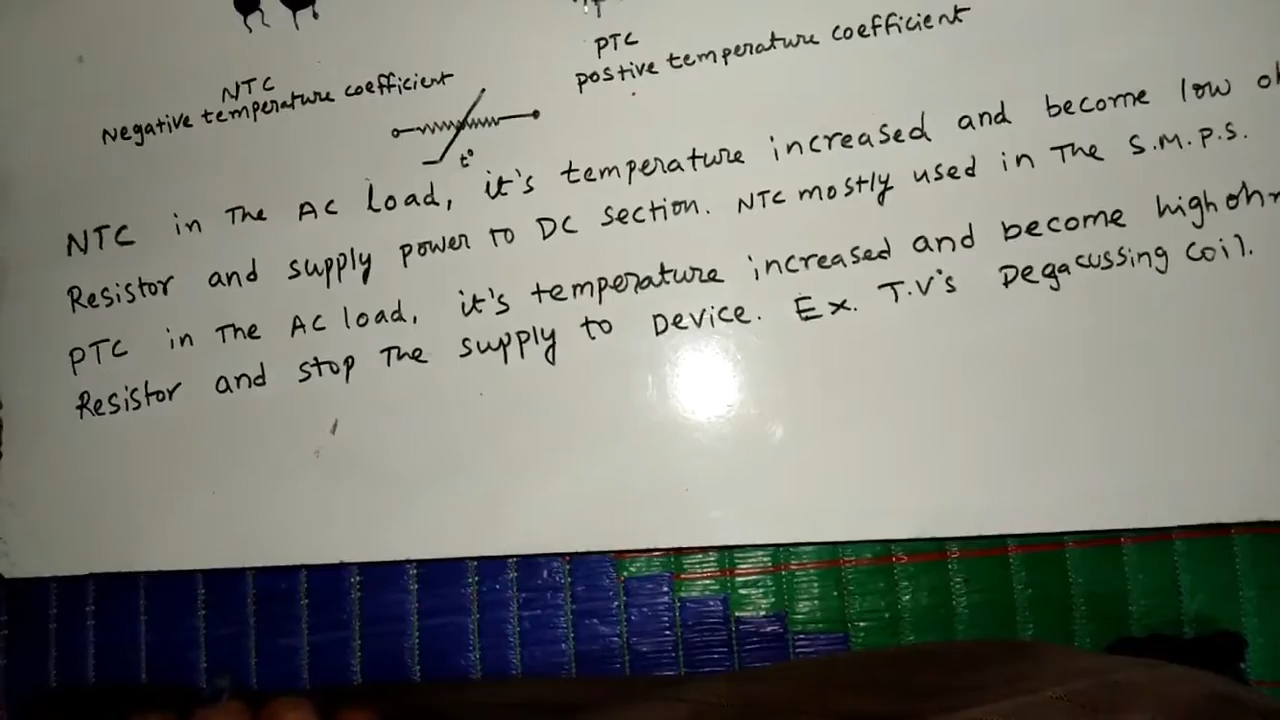 NTC
Negative temperature coefficient
PTC
postive temperature coefficient
t°
NTC in The AC Load, it's temperature increased and become low
Resistor and supply power to DC section. NTC mostly used in The S.M.P.S.
PTC in The AC load, it's temperature increased and become high
Resistor and stop The supply to Device. Ex. T.V's Degacussing coil.